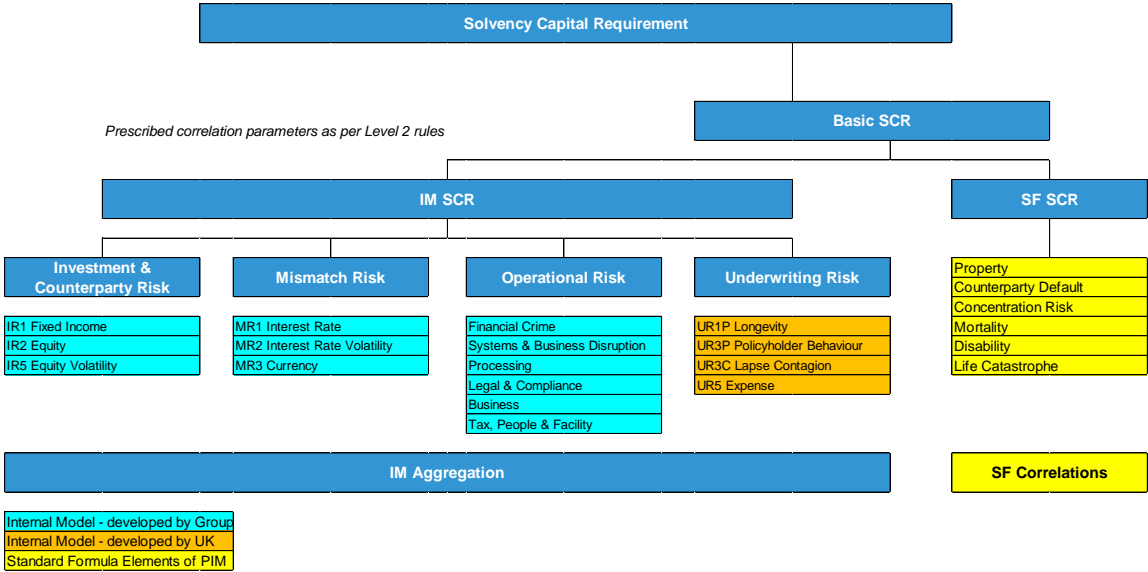 Solvency Capital Requirement
Prescribed correlation parameters as per Level 2 rules
Basic SCR
IM SCR
SF SCR
Investment &
Counterparty Risk
Mismatch Risk
Operational Risk
Underwriting Risk
IR1 Fixed Income
IR2 Equity
IR5 Equity Volatility
MR1 Interest Rate
MR2 Interest Rate Volatility
MR3 Currency
Financial Crime
Systems & Business Disruption
Processing
Legal & Compliance
Business
Tax, People & Facility
UR1P Longevity
UR3P Policyholder Behaviour
UR3C Lapse Contagion
UR5 Expense
Property
Counterparty Default
Concentration Risk
Mortality
Disability
Life Catastrophe
IM Aggregation
SF Correlations
Internal Model - developed by Group
Internal Model - developed by UK
Standard Formula Elements of PIM